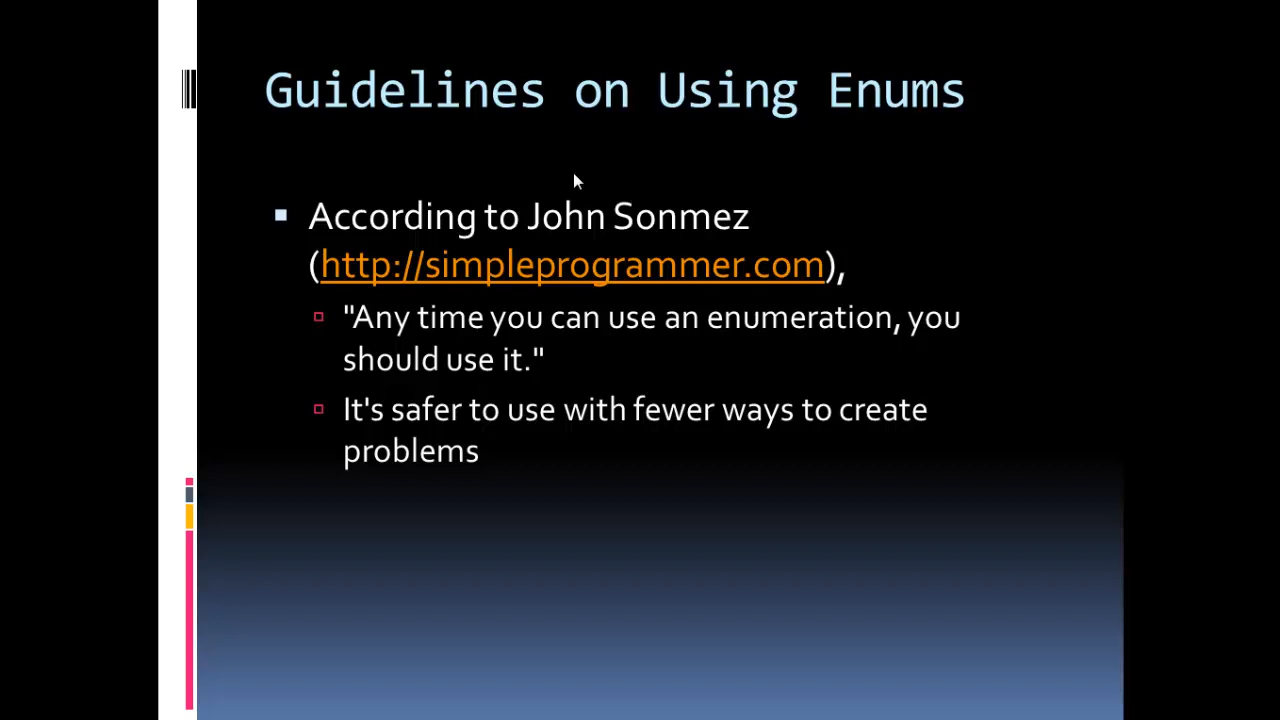 Guidelines on Using Enums
According to John Sonmez
(http://simpleprogrammer.com),
"Any time you can use an enumeration, you
should use it."
It's safer to use with fewer ways to create
problems